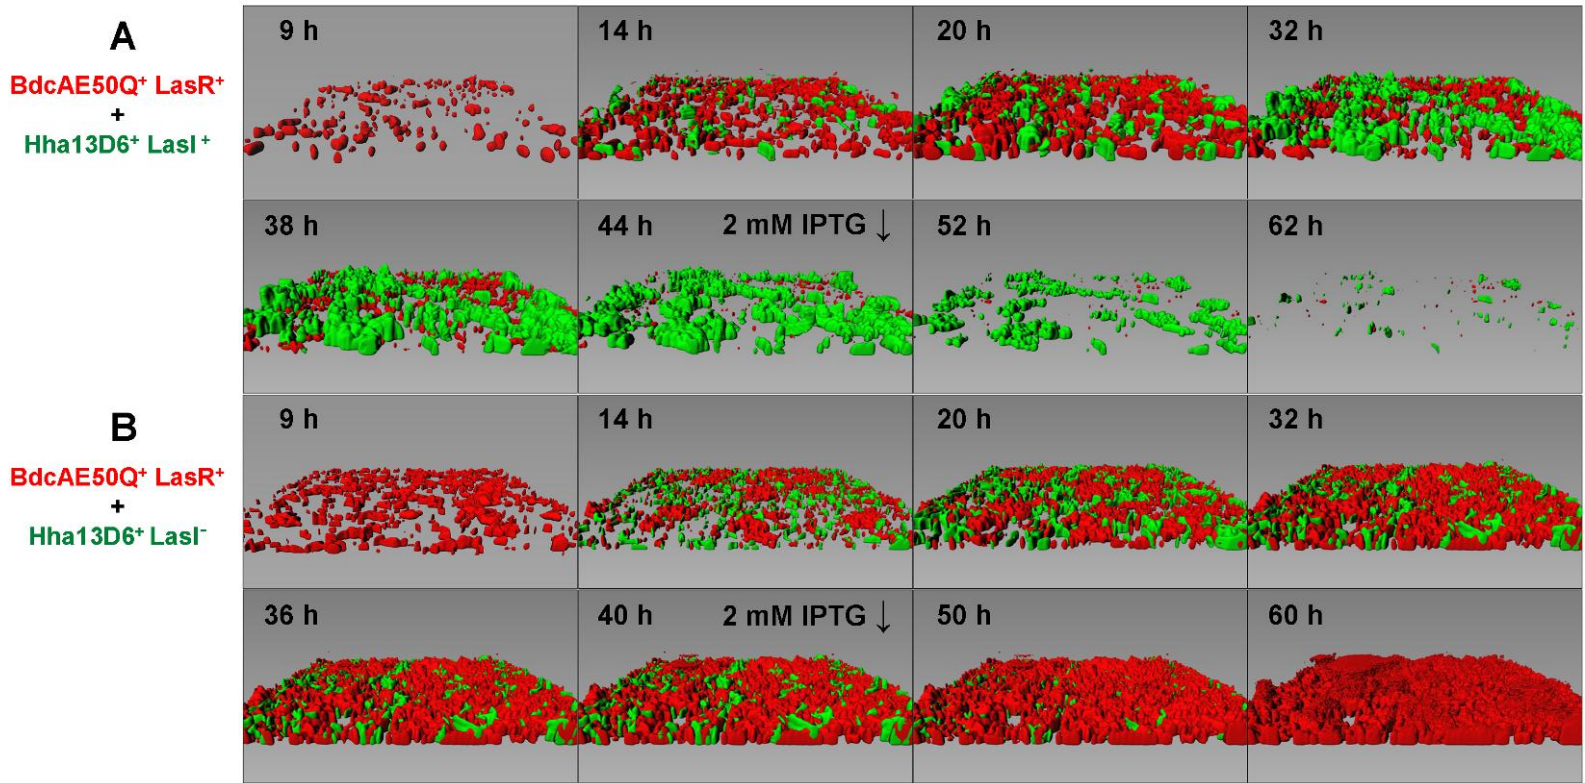 A
BdcAE50Q⁺ LasR⁺
+
Hha13D6⁺ LasI⁺
9 h
14 h
20 h
32 h
38 h
44 h
2 mM IPTG ↓
52 h
62 h
B
BdcAE50Q⁺ LasR⁺
+
Hha13D6⁺ LasI⁻
9 h
14 h
20 h
32 h
36 h
40 h
2 mM IPTG ↓
50 h
60 h